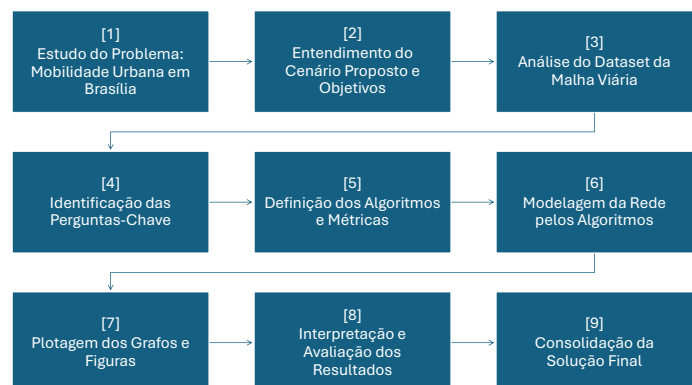 [1]
Estudo do Problema:
Mobilidade Urbana em
Brasília
[2]
Entendimento do
Cenário Proposto e
Objetivos
[3]
Análise do Dataset da
Malha Viária
[4]
Identificação das
Perguntas-Chave
[5]
Definição dos Algoritmos
e Métricas
[6]
Modelagem da Rede
pelos Algoritmos
[7]
Plotagem dos Grafos e
Figuras
[8]
Interpretação e
Avaliação dos
Resultados
[9]
Consolidação da
Solução Final